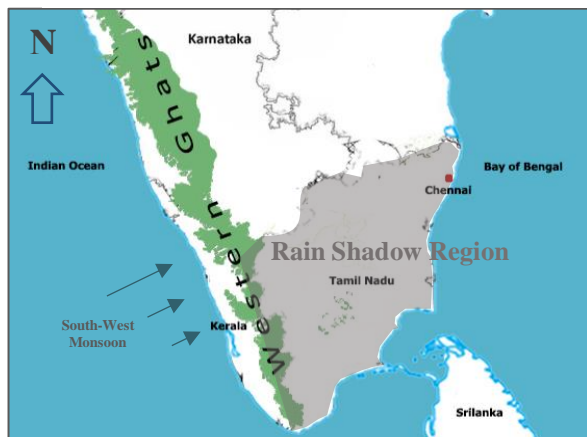 N
Karnataka
Western Ghats
Indian Ocean
Bay of Bengal
Chennai
Rain Shadow Region
Tamil Nadu
South-West
Monsoon
Kerala
Srilanka